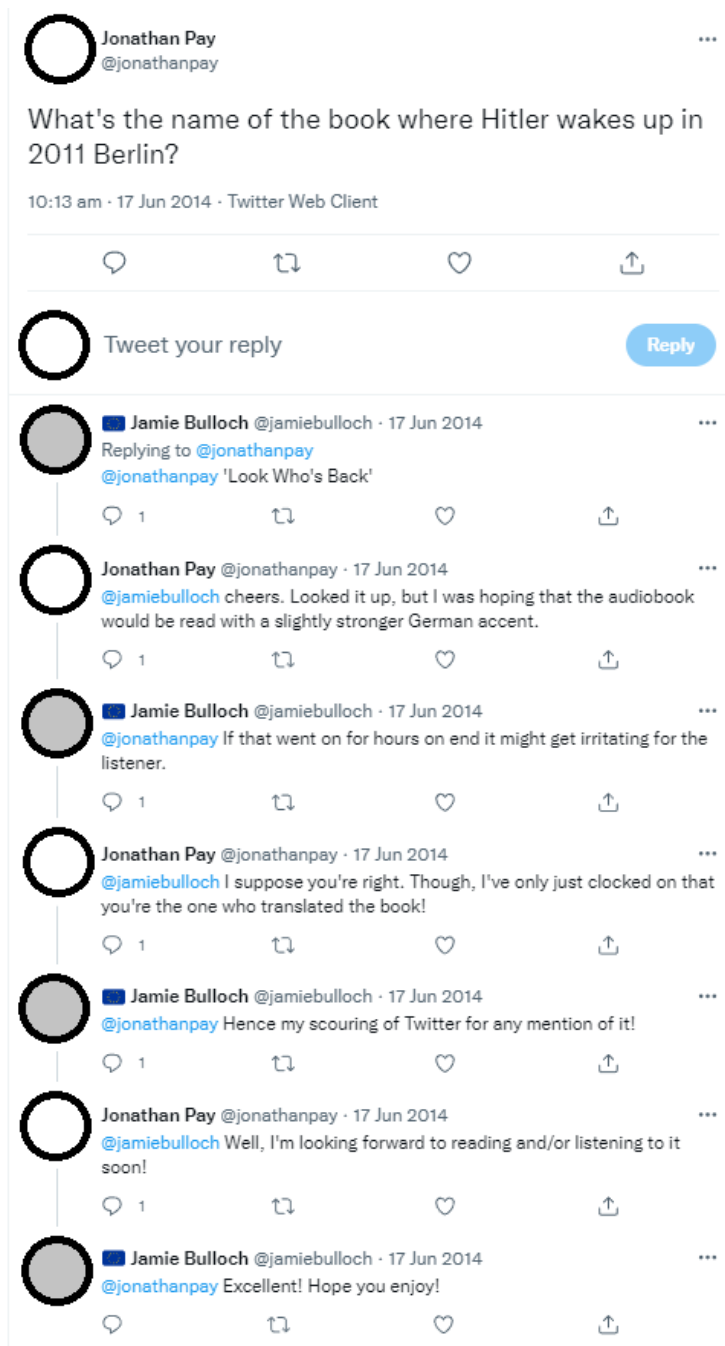 Jonathan Pay
@jonathanpay
What's the name of the book where Hitler wakes up in
2011 Berlin?
10:13 am · 17 Jun 2014 · Twitter Web Client
Tweet your reply
Reply
Jamie Bulloch @jamiebulloch · 17 Jun 2014
Replying to @jonathanpay
@jonathanpay 'Look Who's Back'
1
Jonathan Pay @jonathanpay · 17 Jun 2014
@jamiebulloch cheers. Looked it up, but I was hoping that the audiobook
would be read with a slightly stronger German accent.
1
Jamie Bulloch @jamiebulloch · 17 Jun 2014
@jonathanpay If that went on for hours on end it might get irritating for the
listener.
1
Jonathan Pay @jonathanpay · 17 Jun 2014
@jamiebulloch I suppose you're right. Though, I've only just clocked on that
you're the one who translated the book!
1
Jamie Bulloch @jamiebulloch · 17 Jun 2014
@jonathanpay Hence my scouring of Twitter for any mention of it!
1
Jonathan Pay @jonathanpay · 17 Jun 2014
@jamiebulloch Well, I'm looking forward to reading and/or listening to it
soon!
1
Jamie Bulloch @jamiebulloch · 17 Jun 2014
@jonathanpay Excellent! Hope you enjoy!